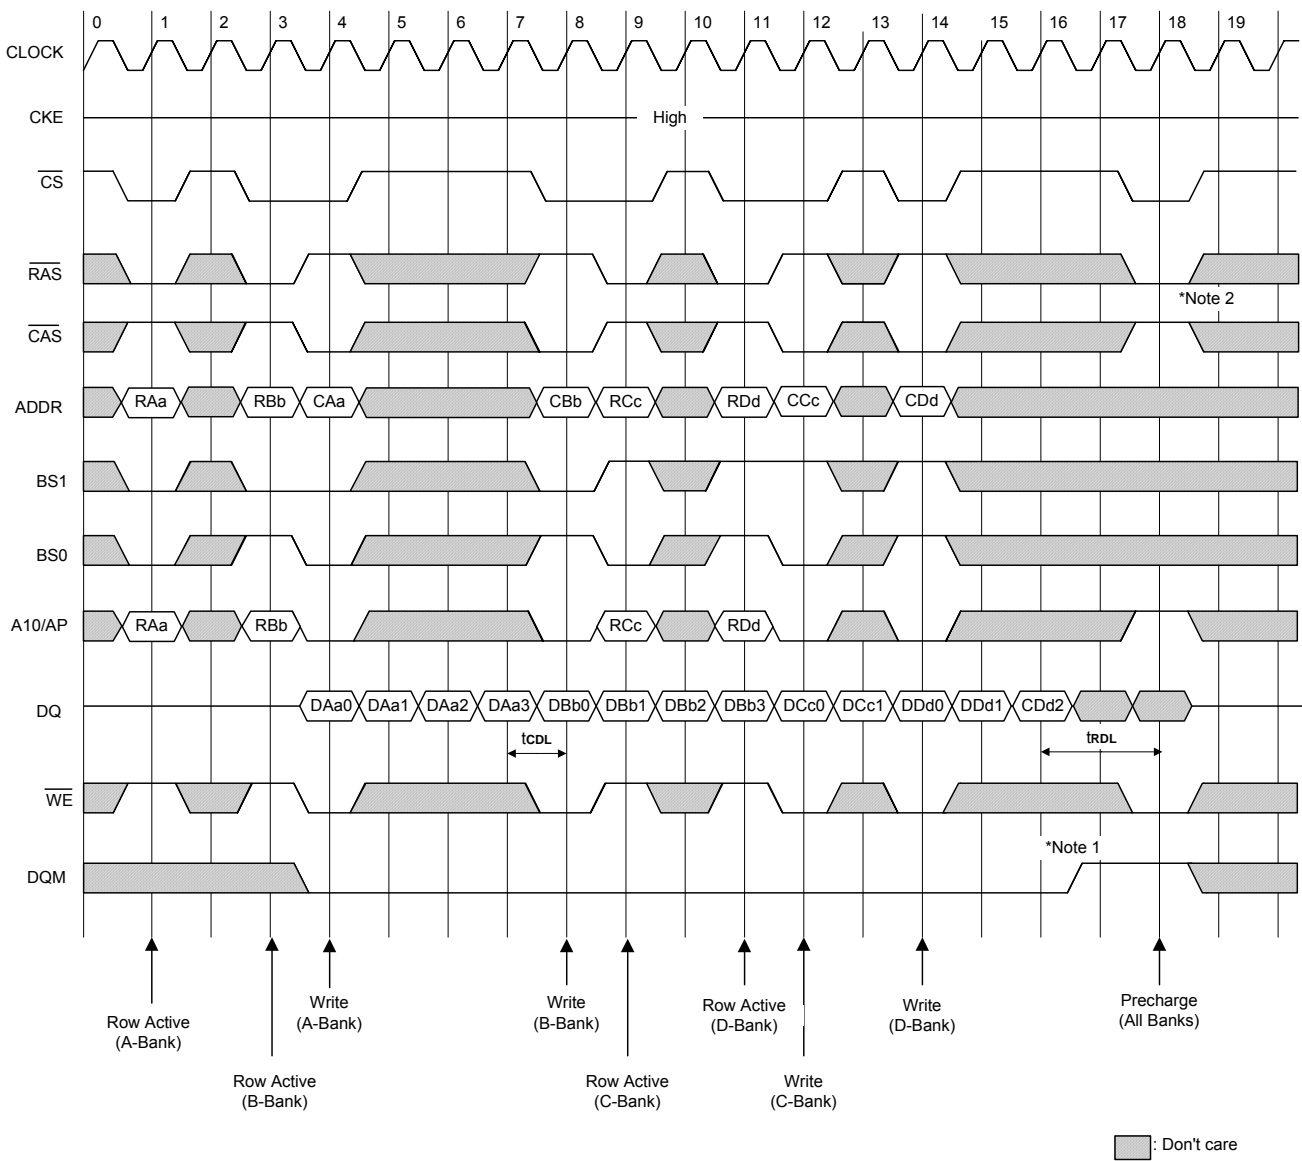 0 1 2 3 4 5 6 7 8 9 10 11 12 13 14 15 16 17 18 19
CLOCK
CKE High
CS
RAS
*Note 2
CAS
ADDR RAa RBb CAa CBb RCc RDd CCc CDd
BS1
BS0
A10/AP RAa RBb RCc RDd
DQ DAa0 DAa1 DAa2 DAa3 DBb0 DBb1 DBb2 DBb3 DCc0 DCc1 DDd0 DDd1 CDd2
tCDL tRDL
WE
*Note 1
DQM
Row Active
(A-Bank)
Row Active
(B-Bank)
Write
(A-Bank)
Write
(B-Bank)
Row Active
(C-Bank)
Row Active
(D-Bank)
Write
(C-Bank)
Write
(D-Bank)
Precharge
(All Banks)
: Don't care